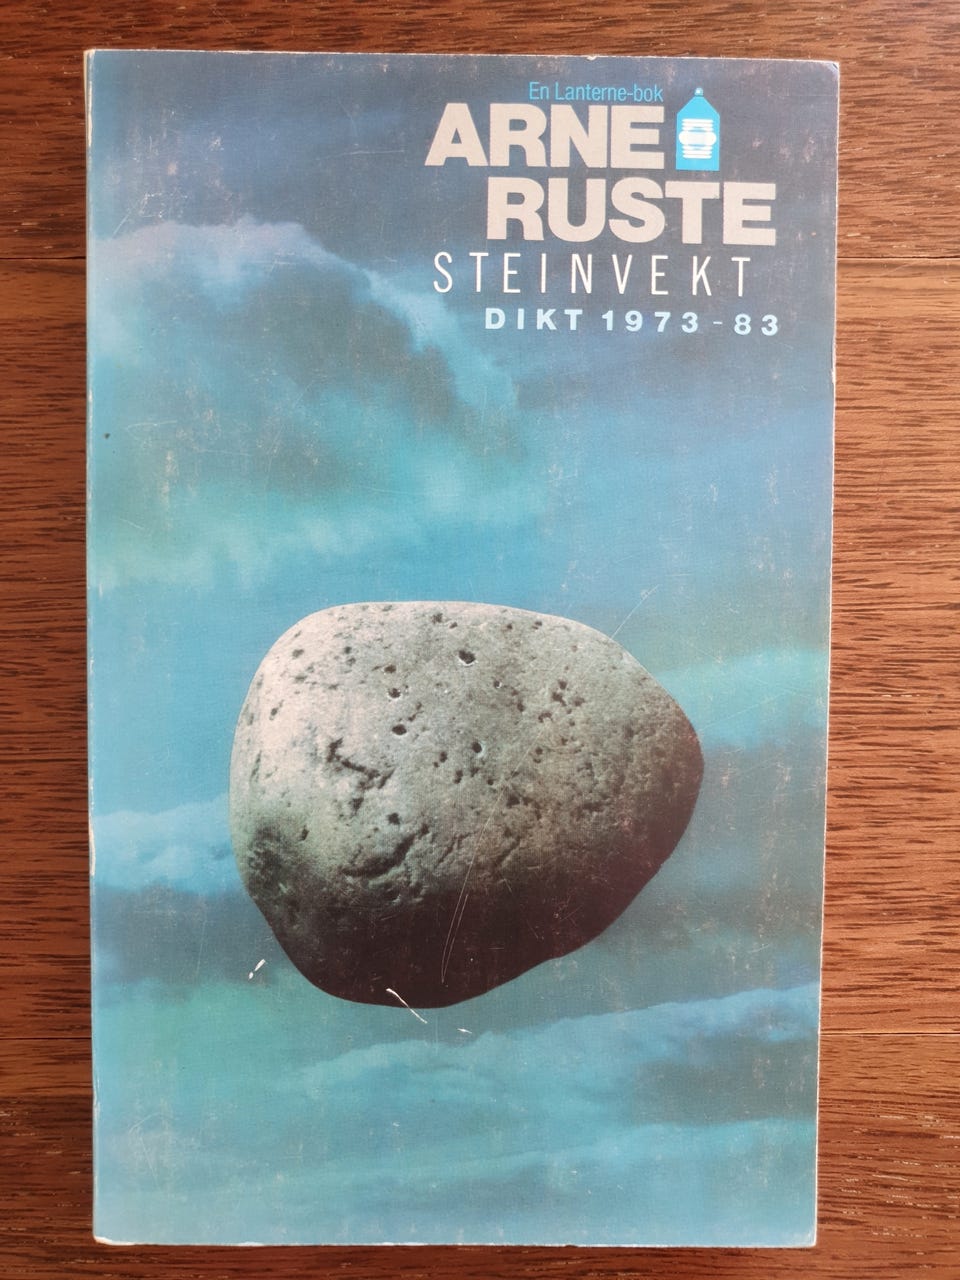 En Lanterne-bok
ARNE
RUSTE
STEINVEKT
DIKT 1973-83